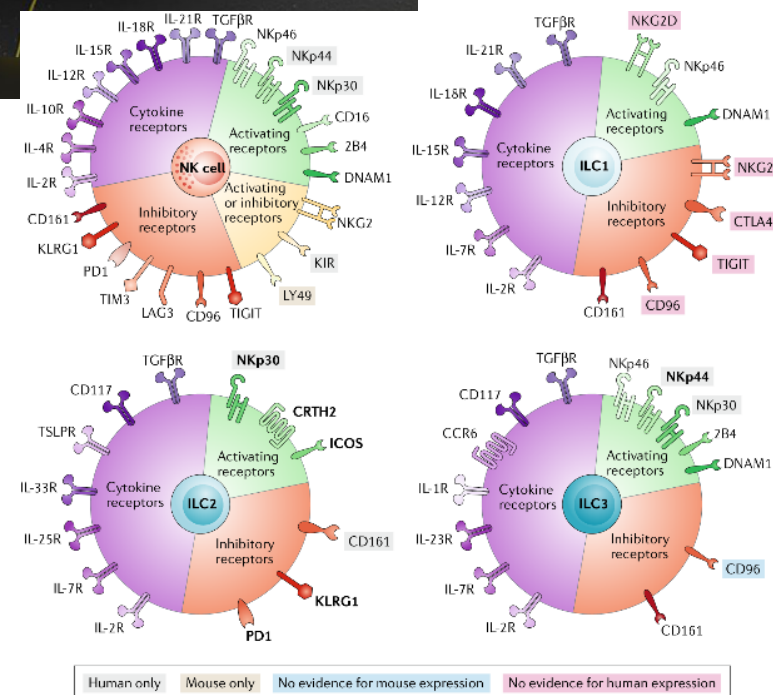 IL-21R
TGFβR
IL-18R
NKp46
IL-15R
NKp44
IL-12R
NKp30
IL-10R
Cytokine
receptors
CD16
Activating
receptors
IL-4R
2B4
NK cell
IL-2R
DNAM1
Activating
or inhibitory
receptors
CD161
Inhibitory
receptors
NKG2
KLRG1
KIR
PD1
LY49
TIM3
LAG3
CD96
TIGIT
TGFβR
NKG2D
IL-21R
NKp46
IL-18R
Activating
receptors
DNAM1
IL-15R
Cytokine
receptors
ILC1
NKG2
IL-12R
Inhibitory
receptors
CTLA4
IL-7R
TIGIT
IL-2R
CD96
CD161
TGFβR
NKp30
CD117
CRTH2
TSLPR
ICOS
Activating
receptors
IL-33R
Cytokine
receptors
ILC2
IL-25R
CD161
Inhibitory
receptors
IL-7R
KLRG1
IL-2R
PD1
TGFβR
NKp46
NKp44
CD117
NKp30
CCR6
2B4
Activating
receptors
DNAM1
IL-1R
Cytokine
receptors
ILC3
IL-23R
Inhibitory
receptors
CD96
IL-7R
IL-2R
CD161
Human only
Mouse only
No evidence for mouse expression
No evidence for human expression